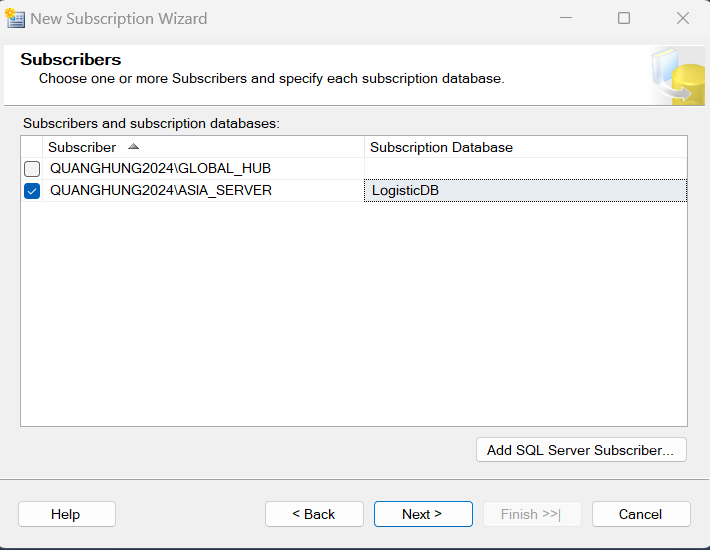 New Subscription Wizard
Subscribers
Choose one or more Subscribers and specify each subscription database.
Subscribers and subscription databases:
Subscriber Subscription Database
QUANGHUNG2024\GLOBAL_HUB
QUANGHUNG2024\ASIA_SERVER LogisticDB
Add SQL Server Subscriber...
Help < Back Next > Finish >>| Cancel